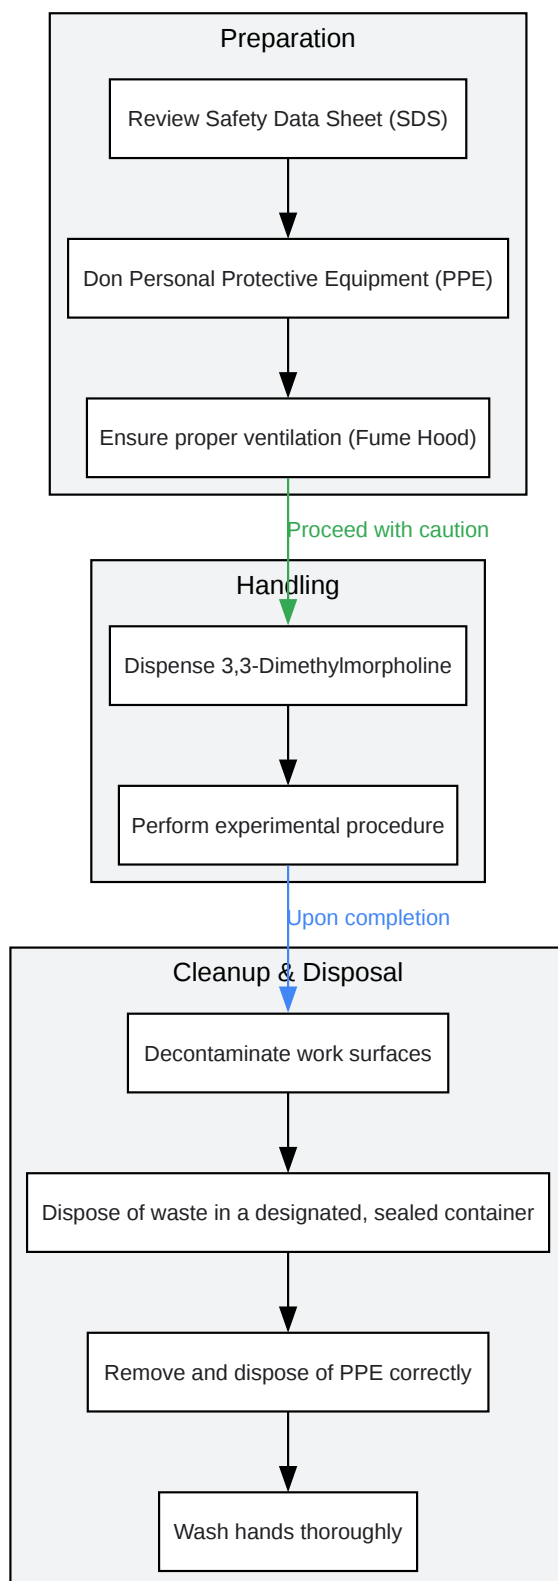 Preparation
Review Safety Data Sheet (SDS)
Don Personal Protective Equipment (PPE)
Ensure proper ventilation (Fume Hood)
Proceed with caution
Handling
Dispense 3,3-Dimethylmorpholine
Perform experimental procedure
Upon completion
Cleanup & Disposal
Decontaminate work surfaces
Dispose of waste in a designated, sealed container
Remove and dispose of PPE correctly
Wash hands thoroughly